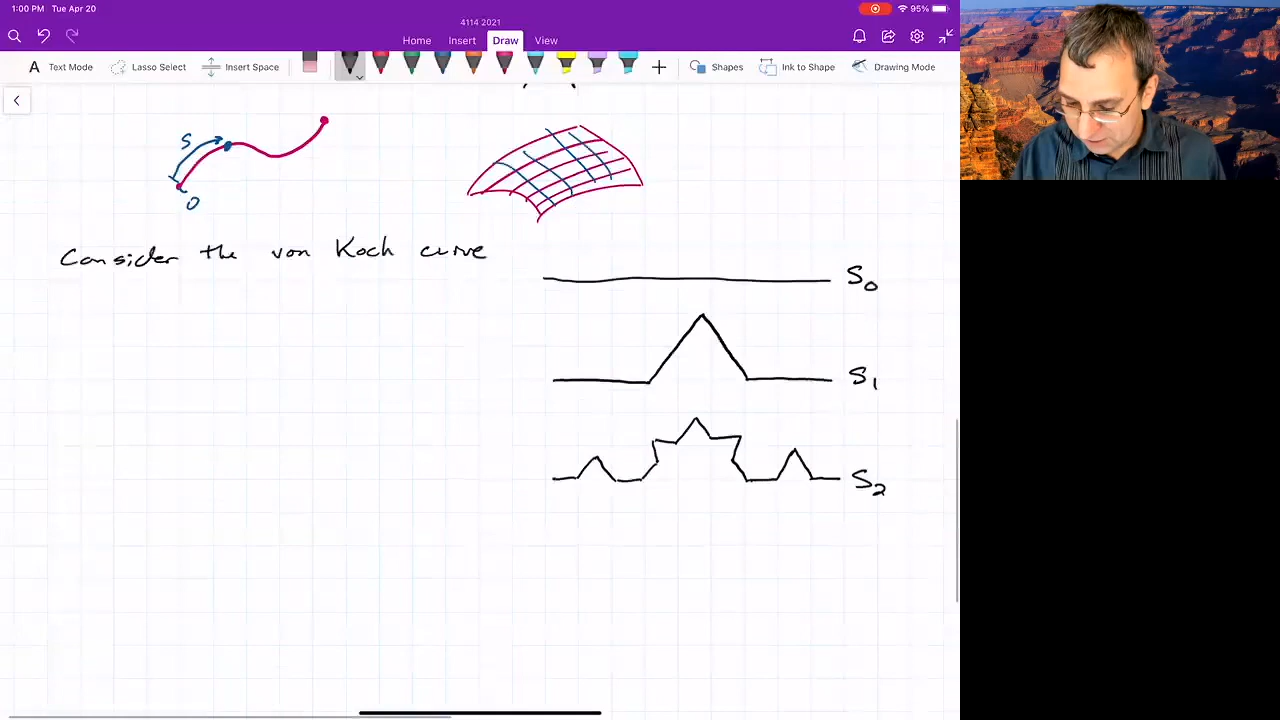 1:00 PM Tue Apr 20
95%
4114 2021
Home Insert Draw View
Text Mode Lasso Select Insert Space Shapes Ink to Shape Drawing Mode
S
0
Consider the von Koch curve
S0
S1
S2